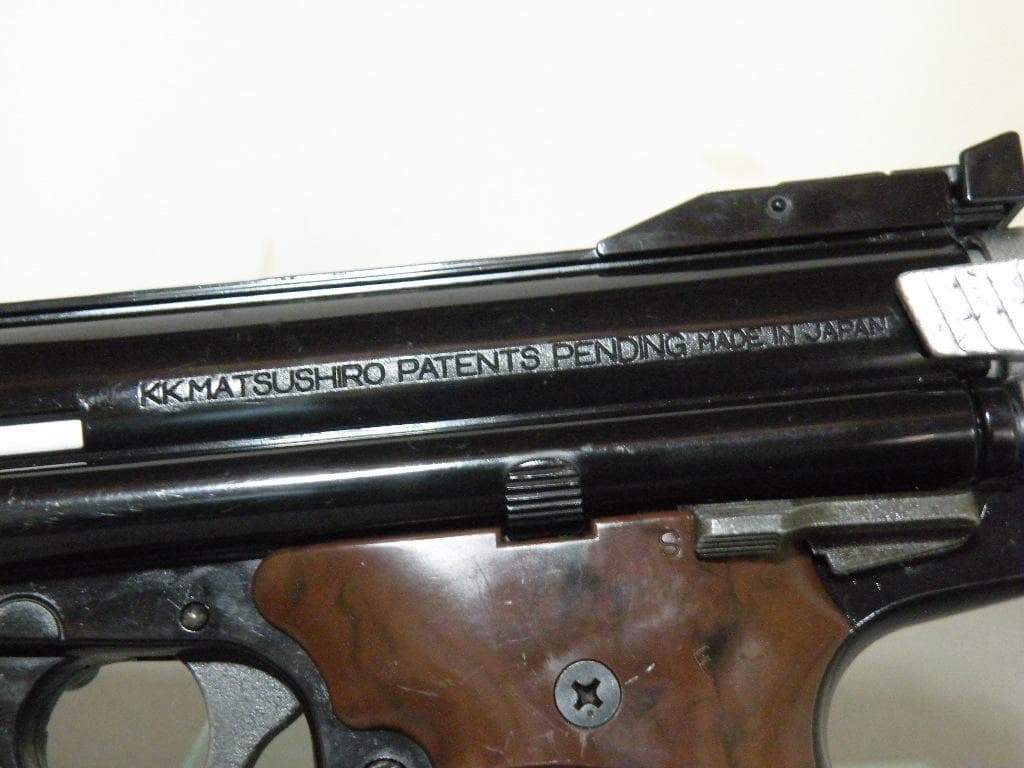 KK.MATSUSHIRO PATENTS PENDING MADE IN JAPAN
S